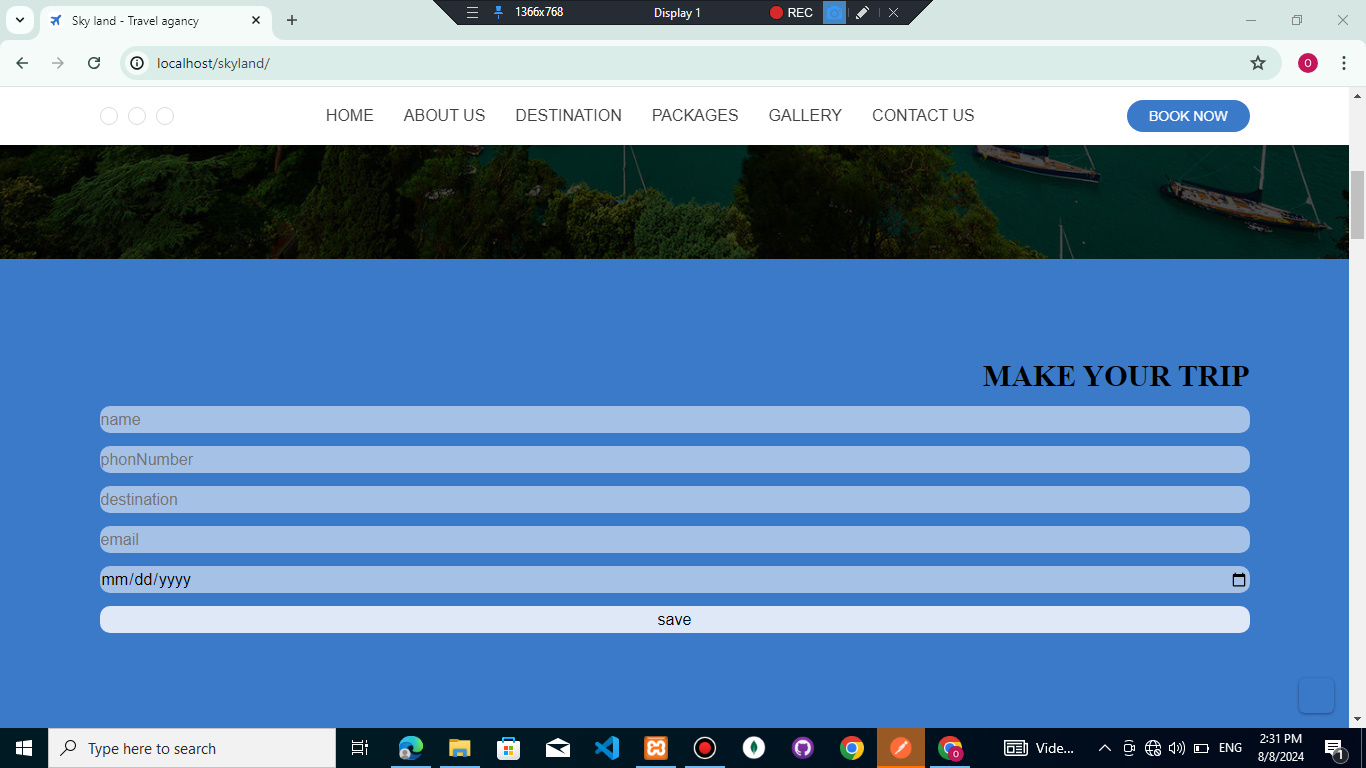 1366x768 Display 1 REC
Sky land - Travel agancy
localhost/skyland/
O
HOME ABOUT US DESTINATION PACKAGES GALLERY CONTACT US BOOK NOW
MAKE YOUR TRIP
name
phonNumber
destination
email
mm/dd/yyyy
save
Type here to search
Vide...
ENG
2:31 PM
8/8/2024
1